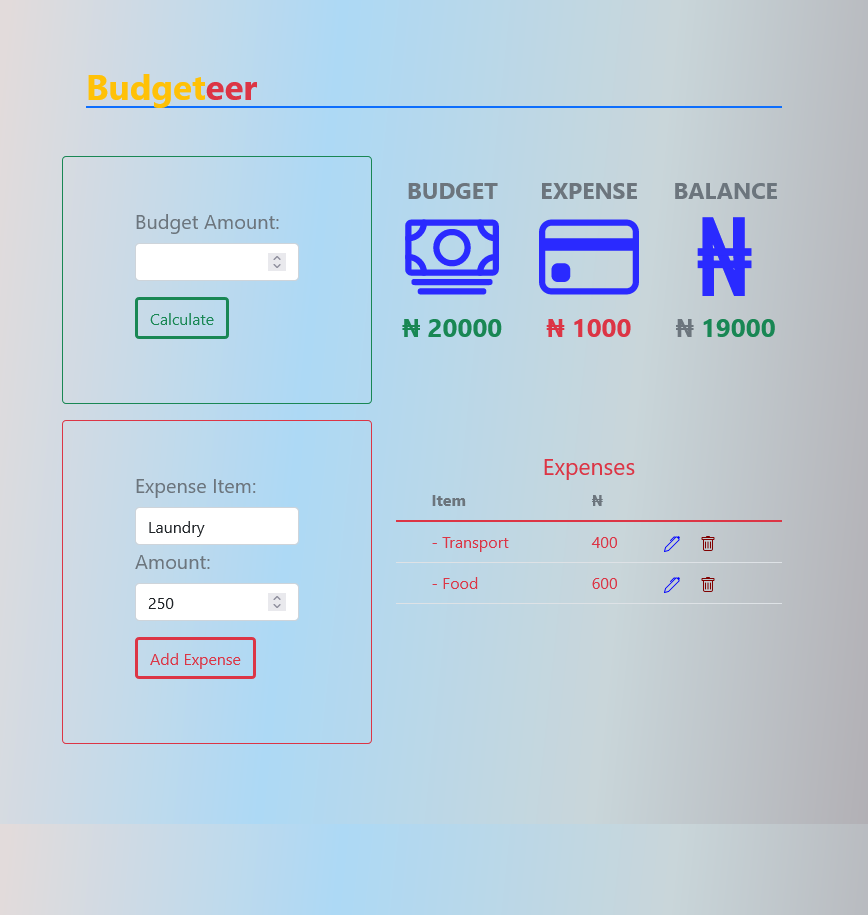 Budgeteer
Budget Amount:
Calculate
BUDGET EXPENSE BALANCE
₦
₦ 20000 ₦ 1000 ₦ 19000
Expense Item:
Laundry
Amount:
250
Add Expense
Expenses
Item ₦
- Transport 400
- Food 600